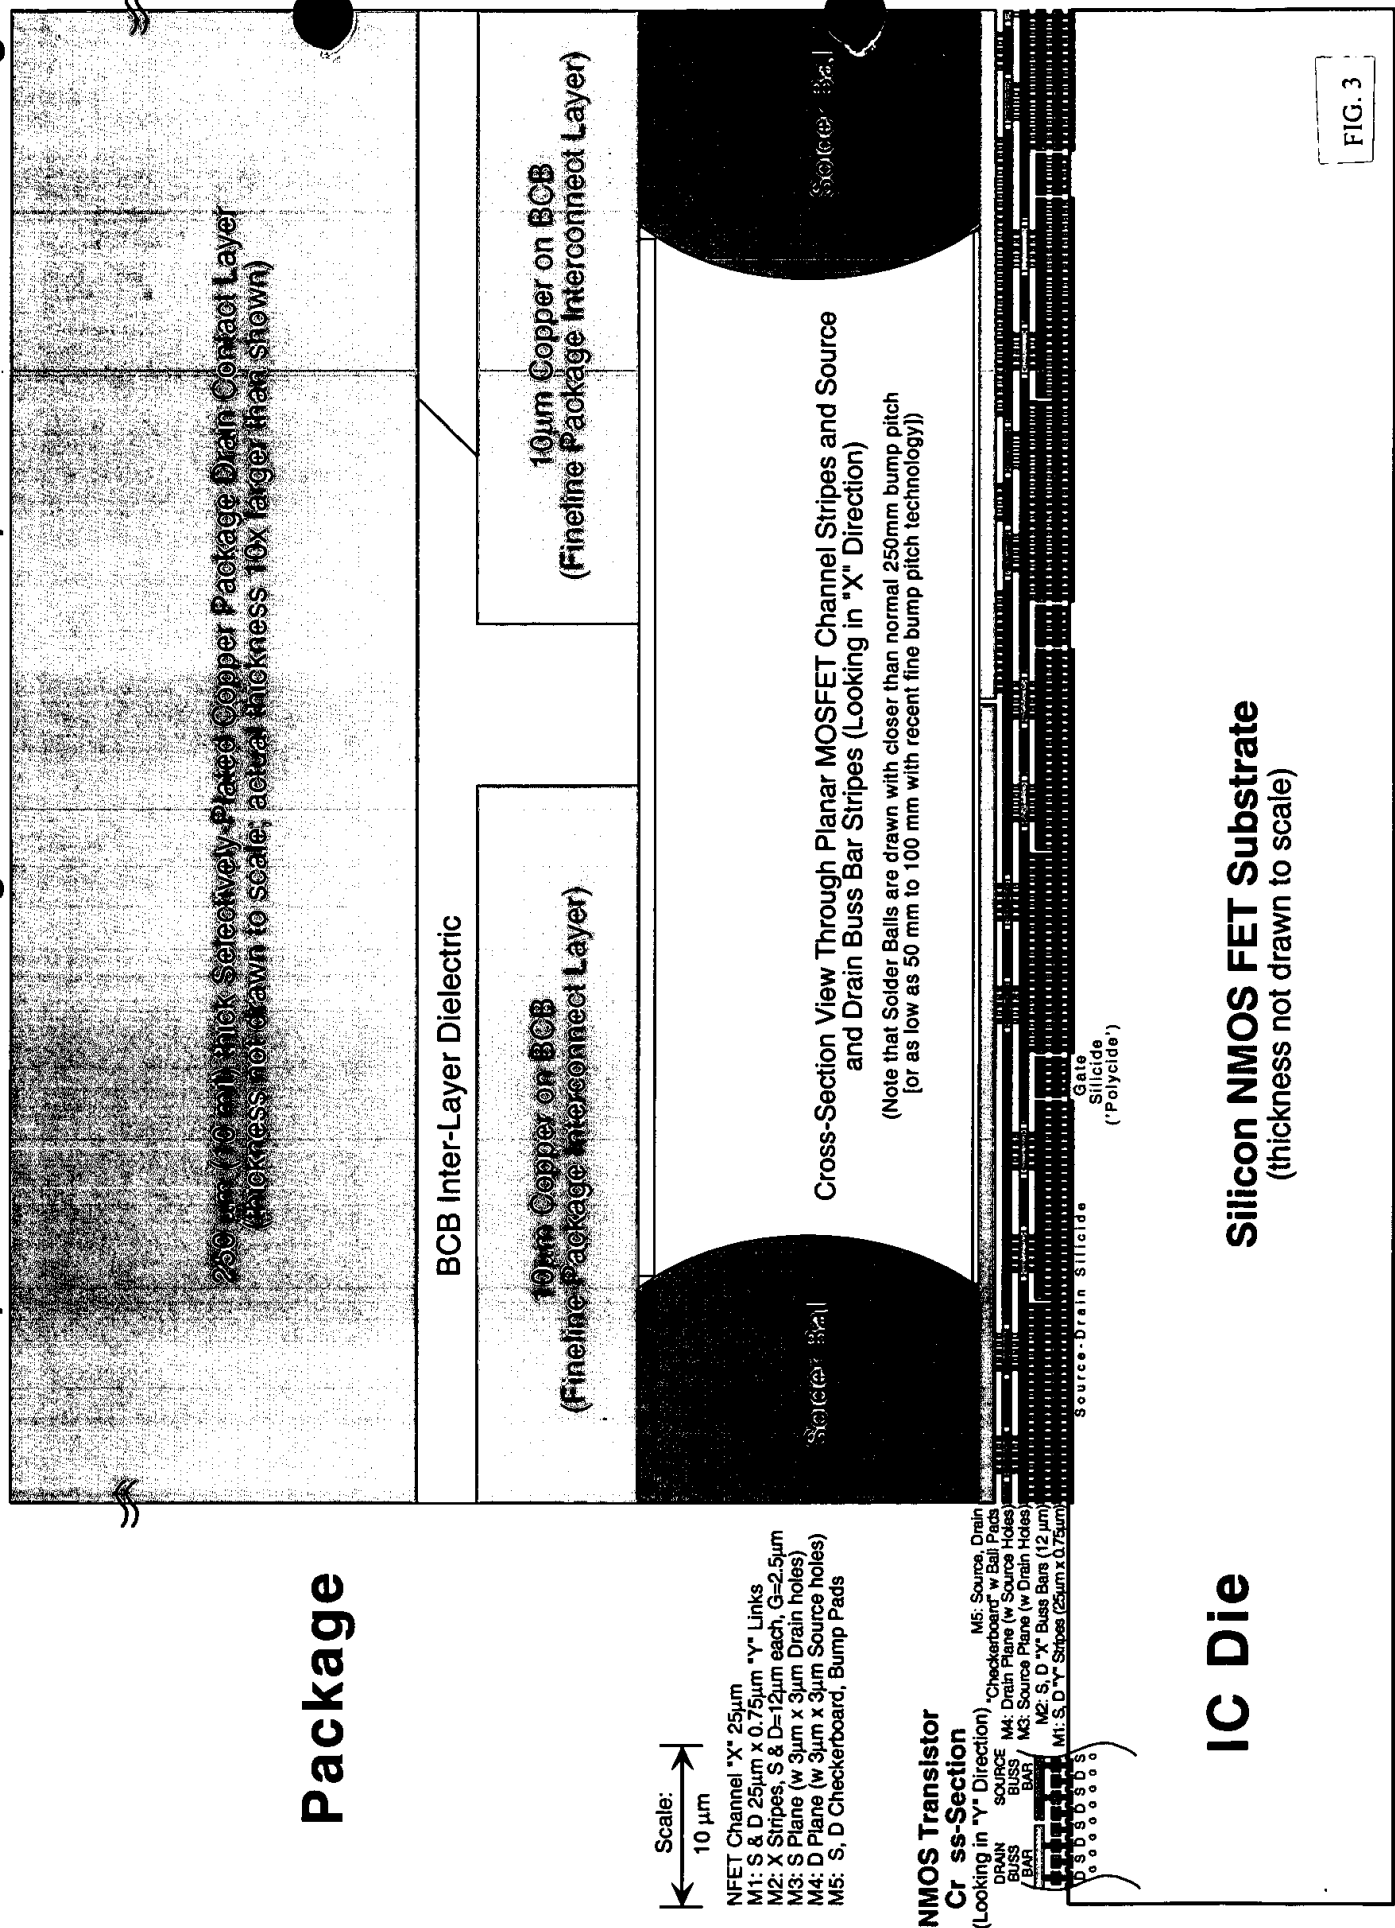 Package
250 µm (10 mil) thick Selectively-Plated Copper Package Drain Contact Layer
(thickness not drawn to scale; actual thickness 10x larger than shown)
BCB Inter-Layer Dielectric
10µm Copper on BCB
(Fineline Package Interconnect Layer)
10µm Copper on BCB
(Fineline Package Interconnect Layer)
Scale:
10 µm
NFET Channel "X" 25µm
M1: S & D 25µm x 0.75µm "Y" Links
M2: X Stripes, S & D=12µm each, G=2.5µm
M3: S Plane (w 3µm x 3µm Drain holes)
M4: D Plane (w 3µm x 3µm Source holes)
M5: S, D Checkerboard, Bump Pads
Solder Ball
Solder Ball
Cross-Section View Through Planar MOSFET Channel Stripes and Source
and Drain Buss Bar Stripes (Looking in "X" Direction)
(Note that Solder Balls are drawn with closer than normal 250mm bump pitch
[or as low as 50 mm to 100 mm with recent fine bump pitch technology])
NMOS Transistor
Cr ss-Section
(Looking in "Y" Direction)
DRAIN
BUSS
BAR
SOURCE
BUSS
BAR
D S D S D S D S
M5: Source, Drain
"Checkerboard" w Ball Pads
M4: Drain Plane (w Source Holes)
M3: Source Plane (w Drain Holes)
M2: S, D "X" Buss Bars (12 µm)
M1: S, D "Y" Stripes (25µm x 0.75µm)
Source-Drain Silicide
Gate
Silicide
('Polycide')
IC Die
Silicon NMOS FET Substrate
(thickness not drawn to scale)
FIG. 3